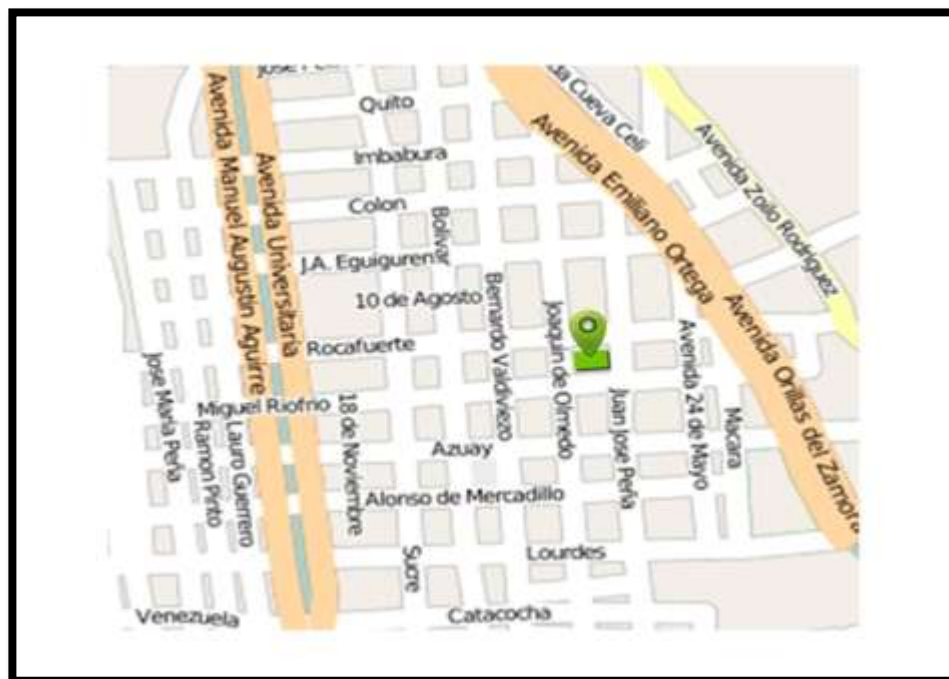 Quito
Imbabura
Colon
J.A. Eguiguren
10 de Agosto
Rocafuerte
Miguel Riofrio
Azuay
Alonso de Mercadillo
Lourdes
Catacocha
Venezuela
Avenida Manuel Augustin Aguirre
Avenida Universitaria
Bolivar
Bernardo Valdiviezo
Joaquin de Olmedo
Juan Jose Peña
Avenida 24 de Mayo
Macara
Jose Maria Peña
Ramon Pinto
Lauro Guerrero
18 de Noviembre
Sucre
Cueva Celi
Avenida Emiliano Ortega
Avenida Zoilo Rodriguez
Avenida Orillas del Zamora